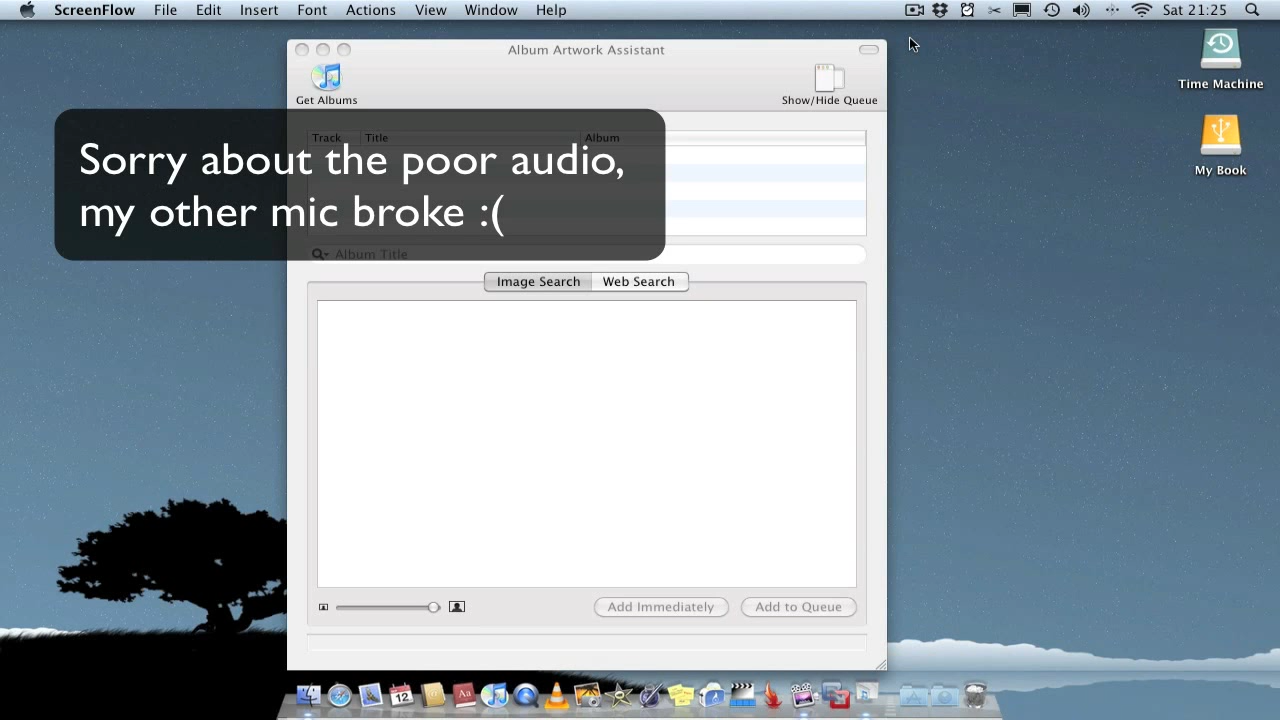 ScreenFlow File Edit Insert Font Actions View Window Help Sat 21:25
Album Artwork Assistant
Get Albums Show/Hide Queue
Time Machine
Track Title Album
Sorry about the poor audio,
my other mic broke :(
My Book
Album Title
Image Search Web Search
Add Immediately Add to Queue
12
Aa